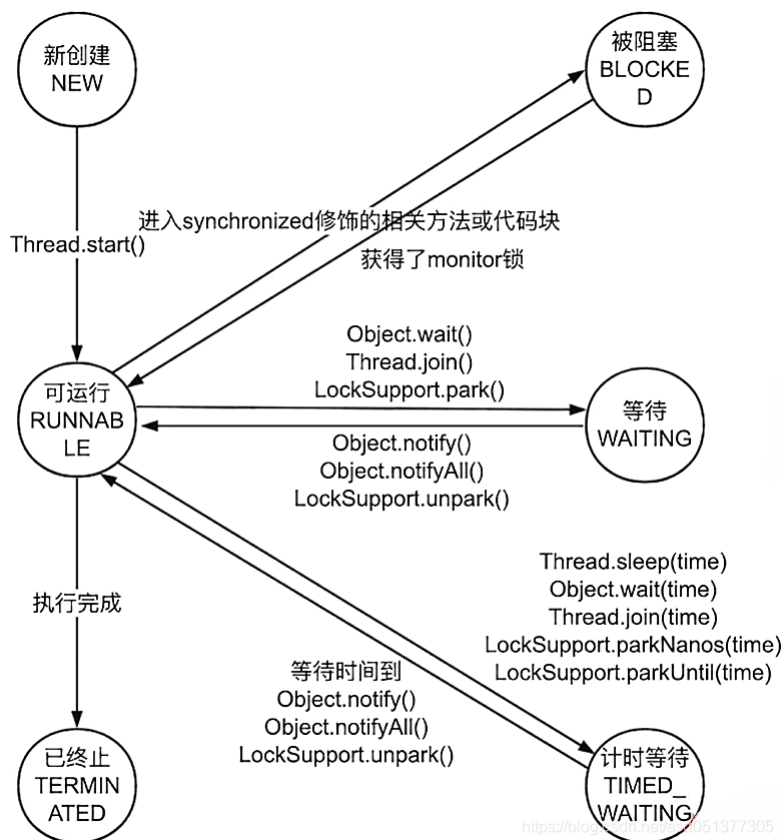 新创建
NEW
被阻塞
BLOCKE
D
进入synchronized修饰的相关方法或代码块
Thread.start()
获得了monitor锁
Object.wait()
Thread.join()
LockSupport.park()
可运行
RUNNAB
LE
等待
WAITING
Object.notify()
Object.notifyAll()
LockSupport.unpark()
Thread.sleep(time)
Object.wait(time)
Thread.join(time)
LockSupport.parkNanos(time)
LockSupport.parkUntil(time)
执行完成
等待时间到
Object.notify()
Object.notifyAll()
LockSupport.unpark()
已终止
TERMIN
ATED
计时等待
TIMED_
WAITING